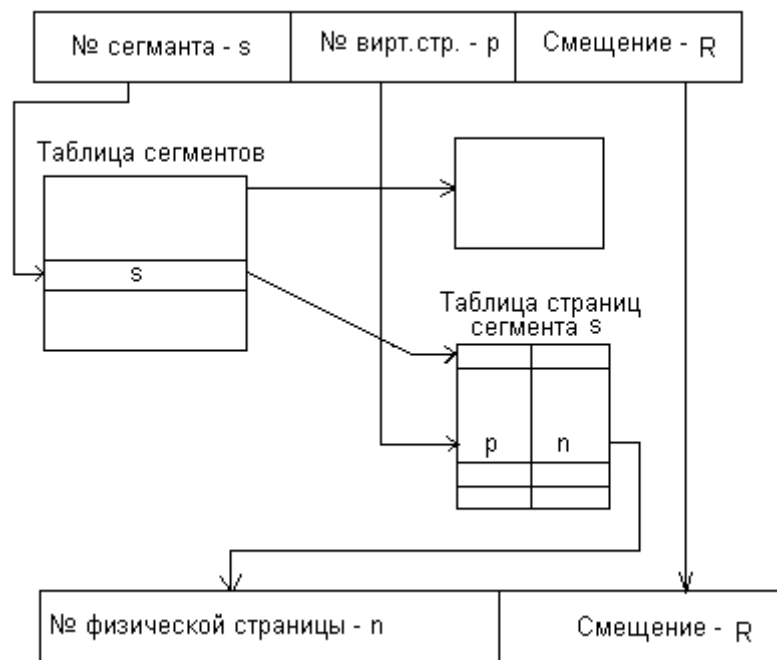 № сегманта - s
№ вирт.стр. - p
Смещение - R
Таблица сегментов
s
Таблица страниц
сегмента s
p
n
№ физической страницы - n
Смещение - R